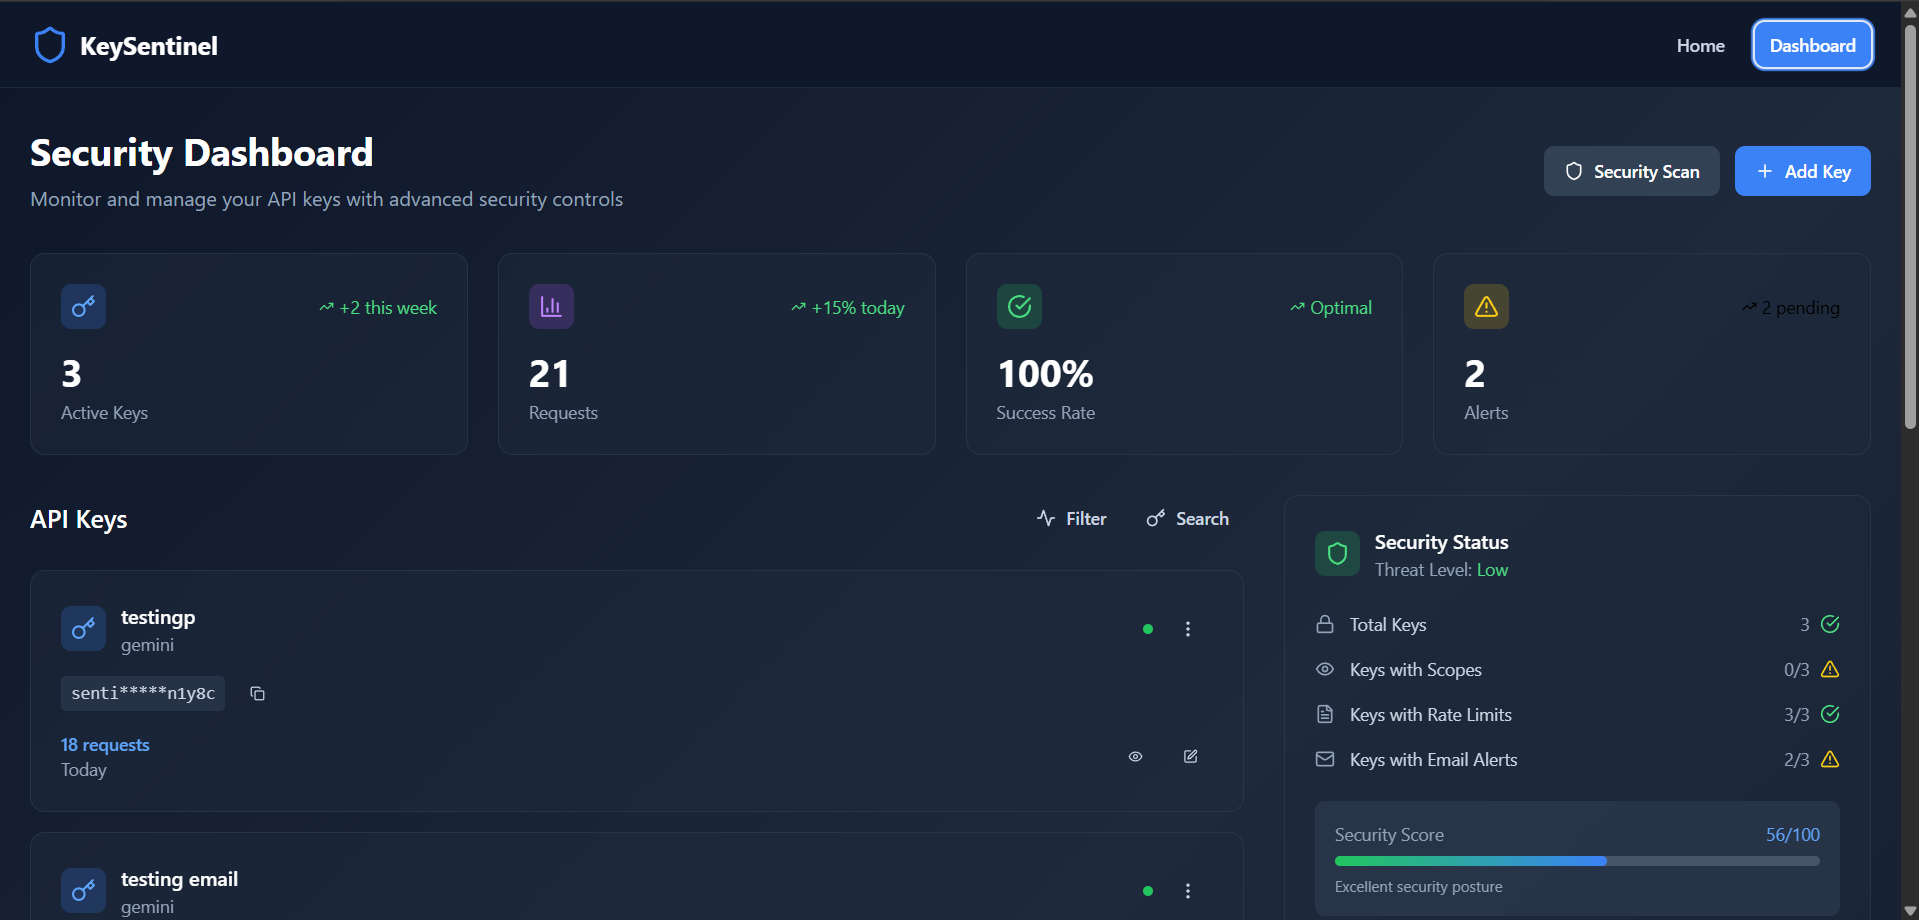 KeySentinel
Home
Dashboard
Security Dashboard
Monitor and manage your API keys with advanced security controls
Security Scan
Add Key
+2 this week
3
Active Keys
+15% today
21
Requests
Optimal
100%
Success Rate
2 pending
2
Alerts
API Keys
Filter
Search
testingp
gemini
senti*****n1y8c
18 requests
Today
testing email
gemini
Security Status
Threat Level: Low
Total Keys 3
Keys with Scopes 0/3
Keys with Rate Limits 3/3
Keys with Email Alerts 2/3
Security Score 56/100
Excellent security posture